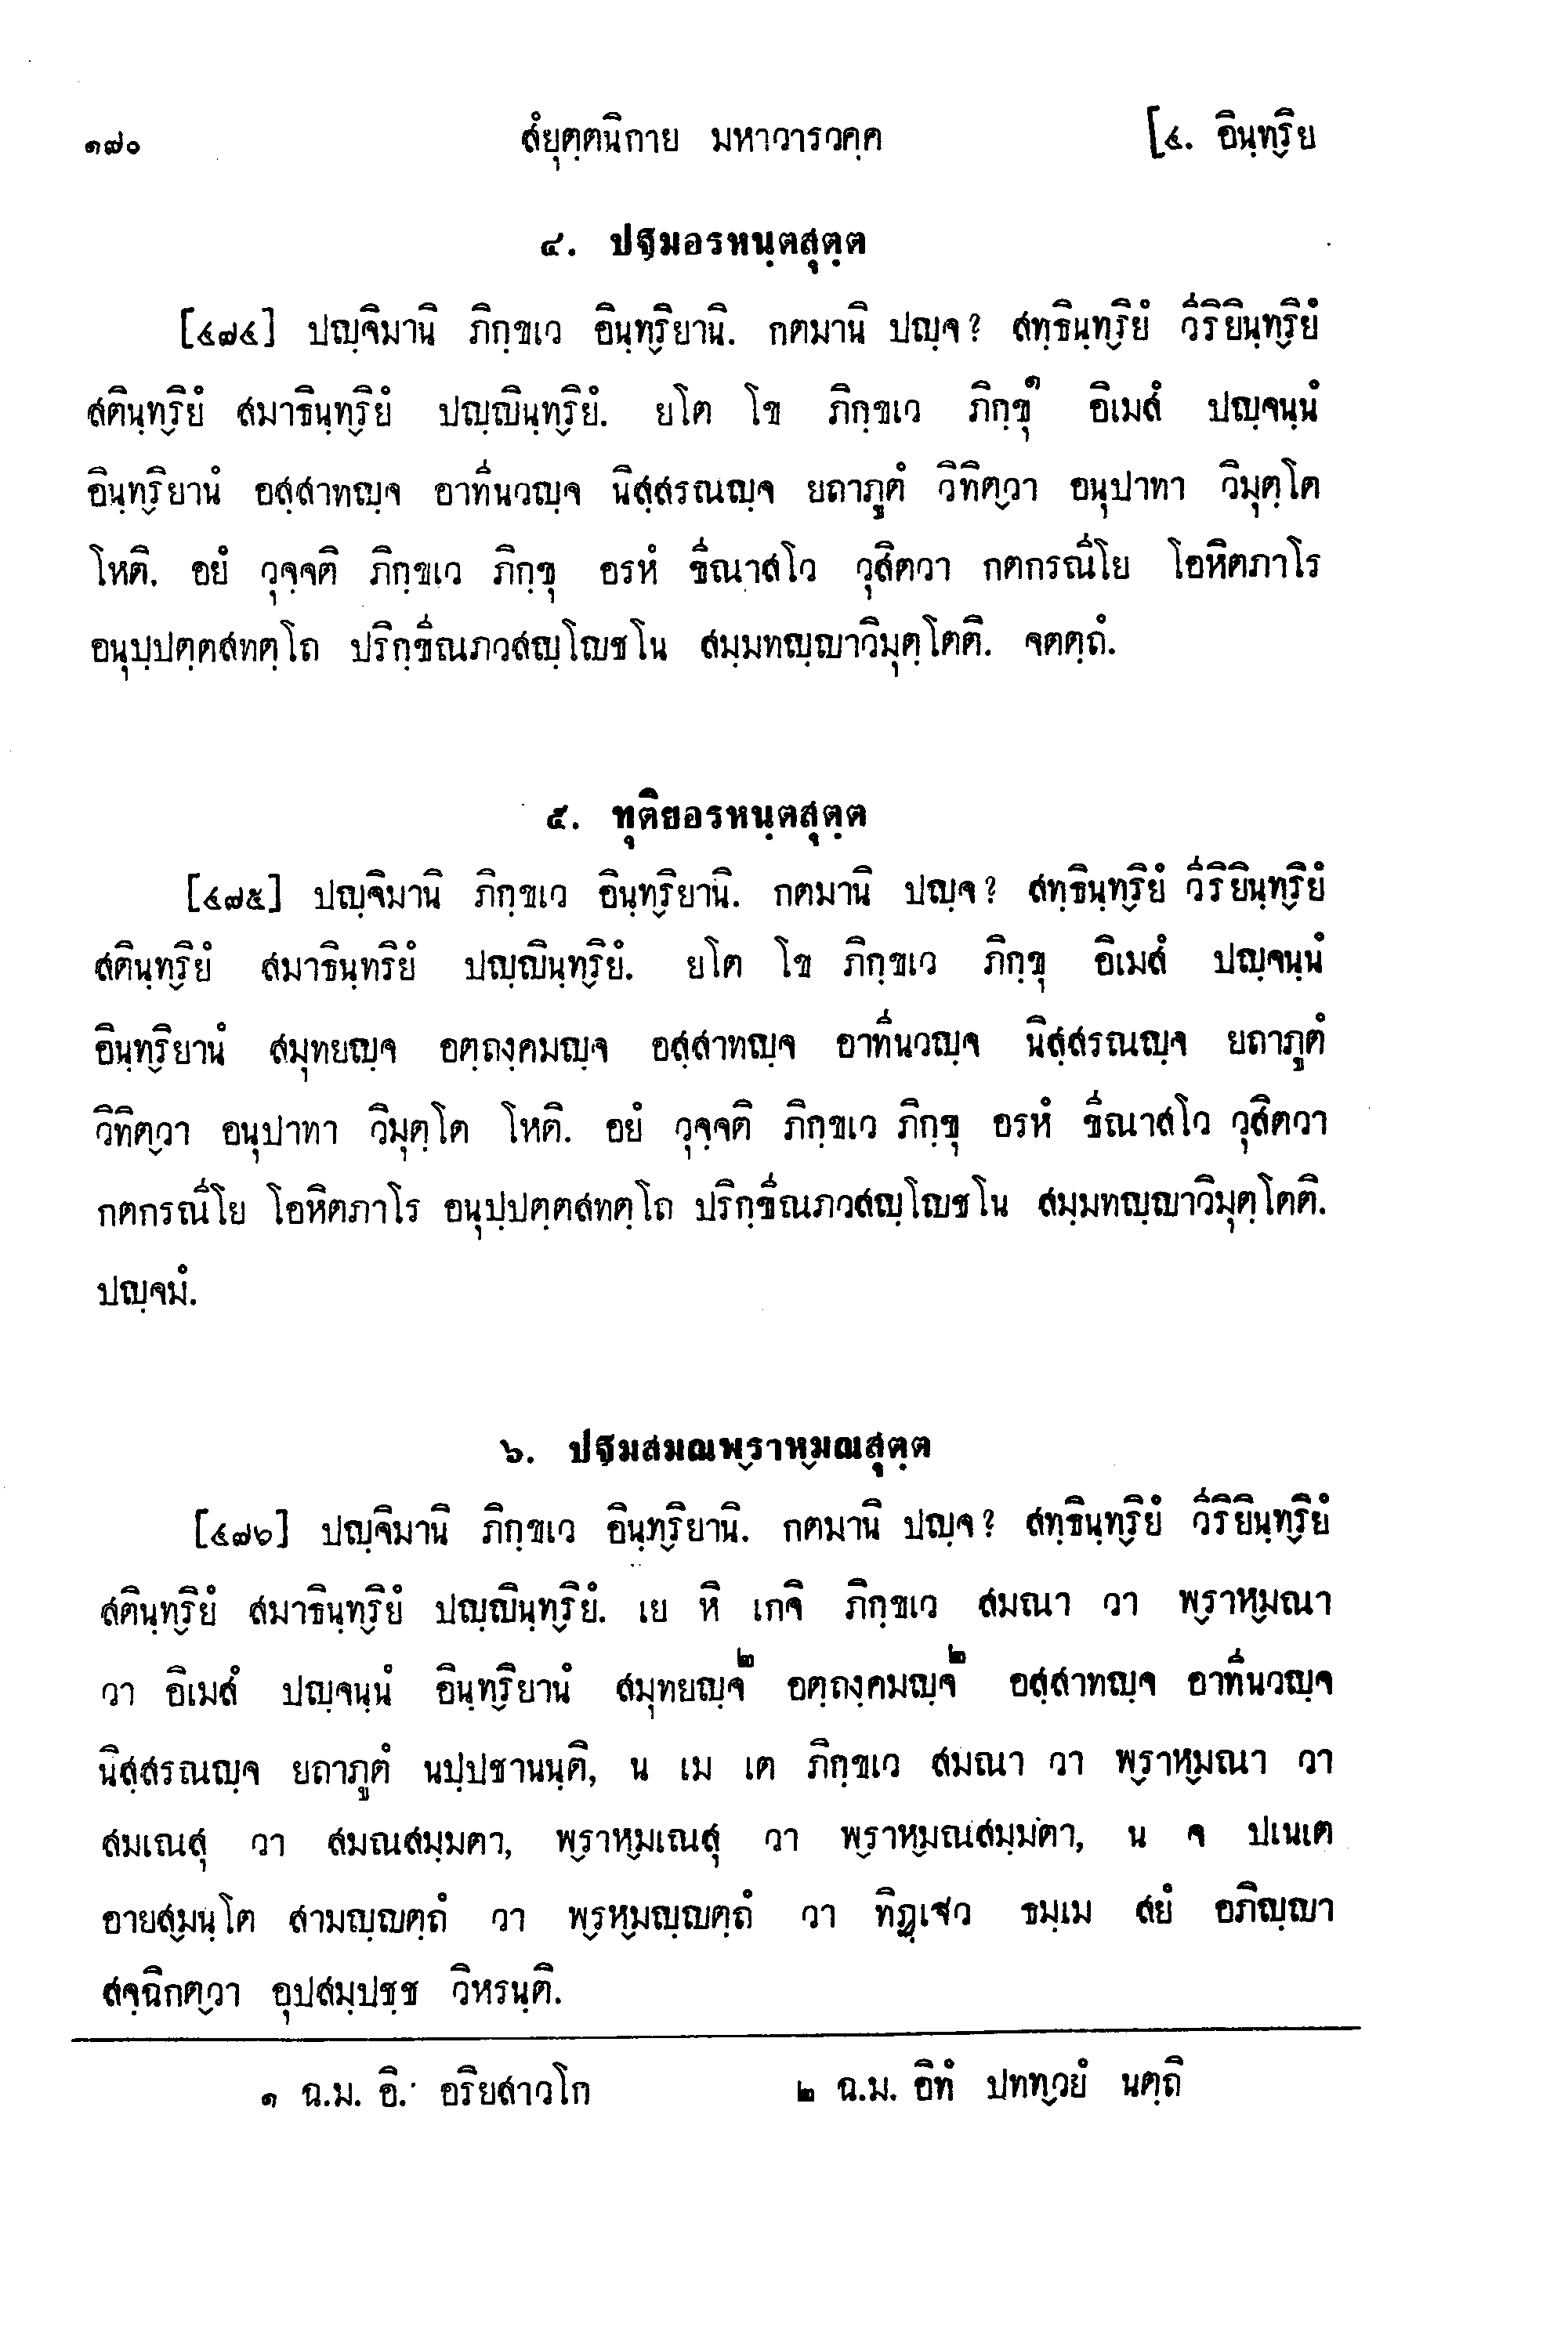 ๑๗๐ สํยุตฺตนิกาย มหาวารวคฺค [๔. อินฺทฺริย
๔. ปฐมอรหนฺตสุตฺต
[๔๗๔] ปญฺจิมานิ ภิกฺขเว อินฺทฺริยานิ. กตมานิ ปญฺจ? สทฺธินฺทฺริยํ วีริยินฺทฺริยํ
สตินฺทฺริยํ สมาธินฺทฺริยํ ปญฺญินฺทฺริยํ. ยโต โข ภิกฺขเว ภิกฺขุ๑ อิเมสํ ปญฺจนฺนํ
อินฺทฺริยานํ อสฺสาทญฺจ อาทีนวญฺจ นิสฺสรณญฺจ ยถาภูตํ วิทิตฺวา อนุปาทา วิมุตฺโต
โหติ. อยํ วุจฺจติ ภิกฺขเว ภิกฺขุ อรหํ ขีณาสโว วุสิตวา กตกรณีโย โอหิตภาโร
อนุปฺปตฺตสทตฺโถ ปริกฺขีณภวสญฺโญชโน สมฺมทญฺญาวิมุตฺโตติ. จตตฺถํ.
๕. ทุติยอรหนฺตสุตฺต
[๔๗๕] ปญฺจิมานิ ภิกฺขเว อินฺทฺริยานิ. กตมานิ ปญฺจ? สทฺธินฺทฺริยํ วีริยินฺทฺริยํ
สตินฺทฺริยํ สมาธินฺทริยํ ปญฺญินฺทฺริยํ. ยโต โข ภิกฺขเว ภิกฺขุ อิเมสํ ปญฺจนฺนํ
อินฺทฺริยานํ สมุทยญฺจ อตฺถงฺคมญฺจ อสฺสาทญฺจ อาทีนวญฺจ นิสฺสรณญฺจ ยถาภูตํ
วิทิตฺวา อนุปาทา วิมุตฺโต โหติ. อยํ วุจฺจติ ภิกฺขเว ภิกฺขุ อรหํ ขีณาสโว วุสิตวา
กตกรณีโย โอหิตภาโร อนุปฺปตฺตสทตฺโถ ปริกฺขีณภวสญฺโญชโน สมฺมทญฺญาวิมุตฺโตติ.
ปญฺจมํ.
๖. ปฐมสมณพฺราหฺมณสุตฺต
[๔๗๖] ปญฺจิมานิ ภิกฺขเว อินฺทฺริยานิ. กตมานิ ปญฺจ? สทฺธินฺทฺริยํ วีริยินฺทฺริยํ
สตินฺทฺริยํ สมาธินฺทฺริยํ ปญฺญินฺทฺริยํ. เย หิ เกจิ ภิกฺขเว สมณา วา พฺราหฺมณา
วา อิเมสํ ปญฺจนฺนํ อินฺทฺริยานํ สมุทยญฺจ๒ อตฺถงฺคมญฺจ๒ อสฺสาทญฺจ อาทีนวญฺจ
นิสฺสรณญฺจ ยถาภูตํ นปฺปชานนฺติ, น เม เต ภิกฺขเว สมณา วา พฺราหฺมณา วา
สมเณสุ วา สมณสมฺมตา, พฺราหฺมเณสุ วา พฺราหฺมณสมฺมตา, น จ ปเนเต
อายสฺมนฺโต สามญฺญตฺถํ วา พฺรหฺมญฺญตฺถํ วา ทิฏฺเฐว ธมฺเม สยํ อภิญฺญา
สจฺฉิกตฺวา อุปสมฺปชฺช วิหรนฺติ.
๑ ฉ.ม. อิ. อริยสาวโก ๒ ฉ.ม. อิทํ ปททฺวยํ นตฺถิ